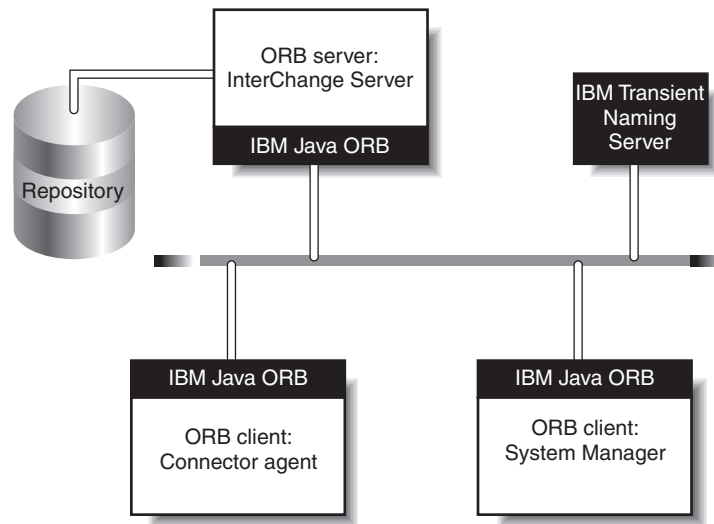 ORB server:
InterChange Server
IBM Java ORB
IBM Transient
Naming
Server
Repository
IBM Java ORB
ORB client:
Connector agent
IBM Java ORB
ORB client:
System Manager